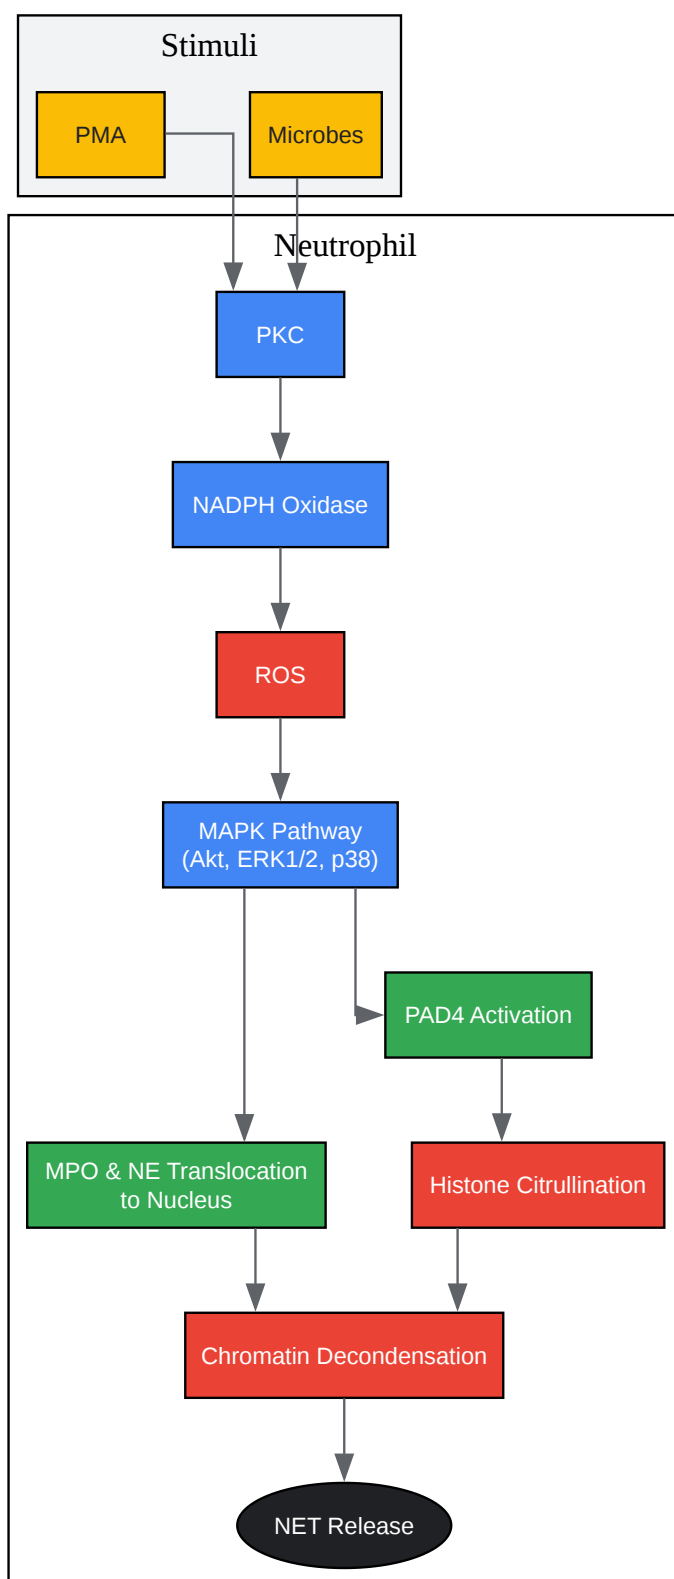 Stimuli
PMA
Microbes
Neutrophil
PKC
NADPH Oxidase
ROS
MAPK Pathway
(Akt, ERK1/2, p38)
PAD4 Activation
MPO & NE Translocation
to Nucleus
Histone Citrullination
Chromatin Decondensation
NET Release